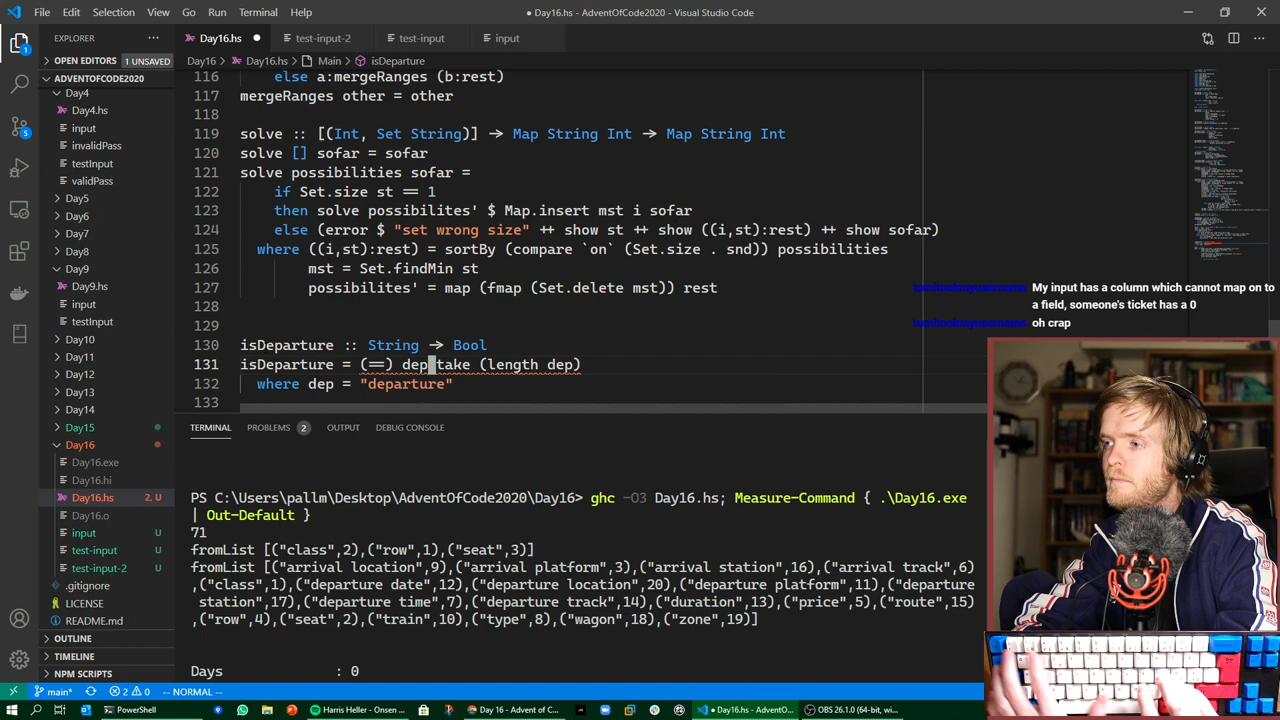 File Edit Selection View Go Run Terminal Help
● Day16.hs - AdventOfCode2020 - Visual Studio Code
EXPLORER
OPEN EDITORS 1 UNSAVED
ADVENTOFCODE2020
Day4
Day4.hs
input
invalidPass
testInput
validPass
Day5
Day6
Day7
Day8
Day9
Day9.hs
input
testInput
Day10
Day11
Day12
Day13
Day14
Day15
Day16
Day16.exe
Day16.hi
Day16.hs 2, U
Day16.o
input U
test-input U
test-input-2 U
.gitignore
LICENSE
README.md
OUTLINE
TIMELINE
NPM SCRIPTS
Day16.hs ● test-input-2 test-input input
Day16 > Day16.hs > Main > isDeparture
116 else a:mergeRanges (b:rest)
117 mergeRanges other = other
118
119 solve :: [(Int, Set String)] → Map String Int → Map String Int
120 solve [] sofar = sofar
121 solve possibilities sofar =
122 if Set.size st == 1
123 then solve possibilites' $ Map.insert mst i sofar
124 else (error $ "set wrong size" ++ show st ++ show ((i,st):rest) ++ show sofar)
125 where ((i,st):rest) = sortBy (compare `on` (Set.size . snd)) possibilities
126 mst = Set.findMin st
127 possibilites' = map (fmap (Set.delete mst)) rest
128
129
130 isDeparture :: String → Bool
131 isDeparture = (==) dep take (length dep)
132 where dep = "departure"
133
My input has a column which cannot map on to
a field, someone's ticket has a 0
oh crap
TERMINAL PROBLEMS 2 OUTPUT DEBUG CONSOLE
PS C:\Users\pallm\Desktop\AdventOfCode2020\Day16> ghc -O3 Day16.hs; Measure-Command { .\Day16.exe
| Out-Default }
71
fromList [("class",2),("row",1),("seat",3)]
fromList [("arrival location",9),("arrival platform",3),("arrival station",16),("arrival track",6)
,("class",1),("departure date",12),("departure location",20),("departure platform",11),("departure
station",17),("departure time",7),("departure track",14),("duration",13),("price",5),("route",15)
,("row",4),("seat",2),("train",10),("type",8),("wagon",18),("zone",19)]
Days : 0
main* 2 0 -- NORMAL --
PowerShell
Harris Heller - Onsen ...
Day 16 - Advent of C...
● Day16.hs - AdventO...
OBS 26.1.0 (64-bit, wi...